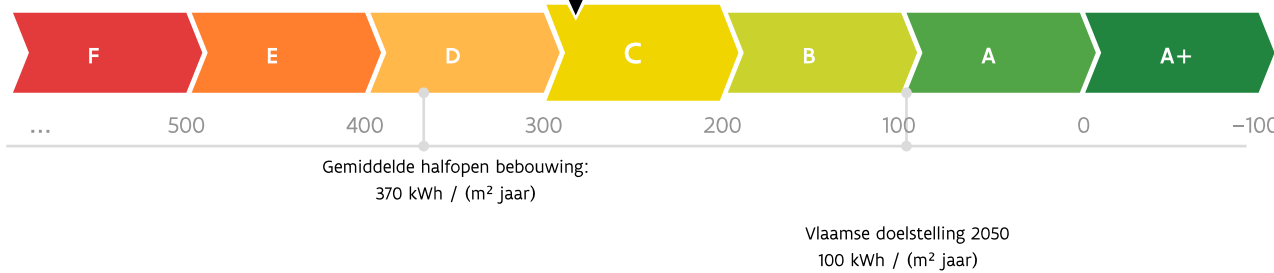 F E D C B A A+
... 500 400 300 200 100 0 –100
Gemiddelde halfopen bebouwing:
370 kWh / (m² jaar)
Vlaamse doelstelling 2050
100 kWh / (m² jaar)